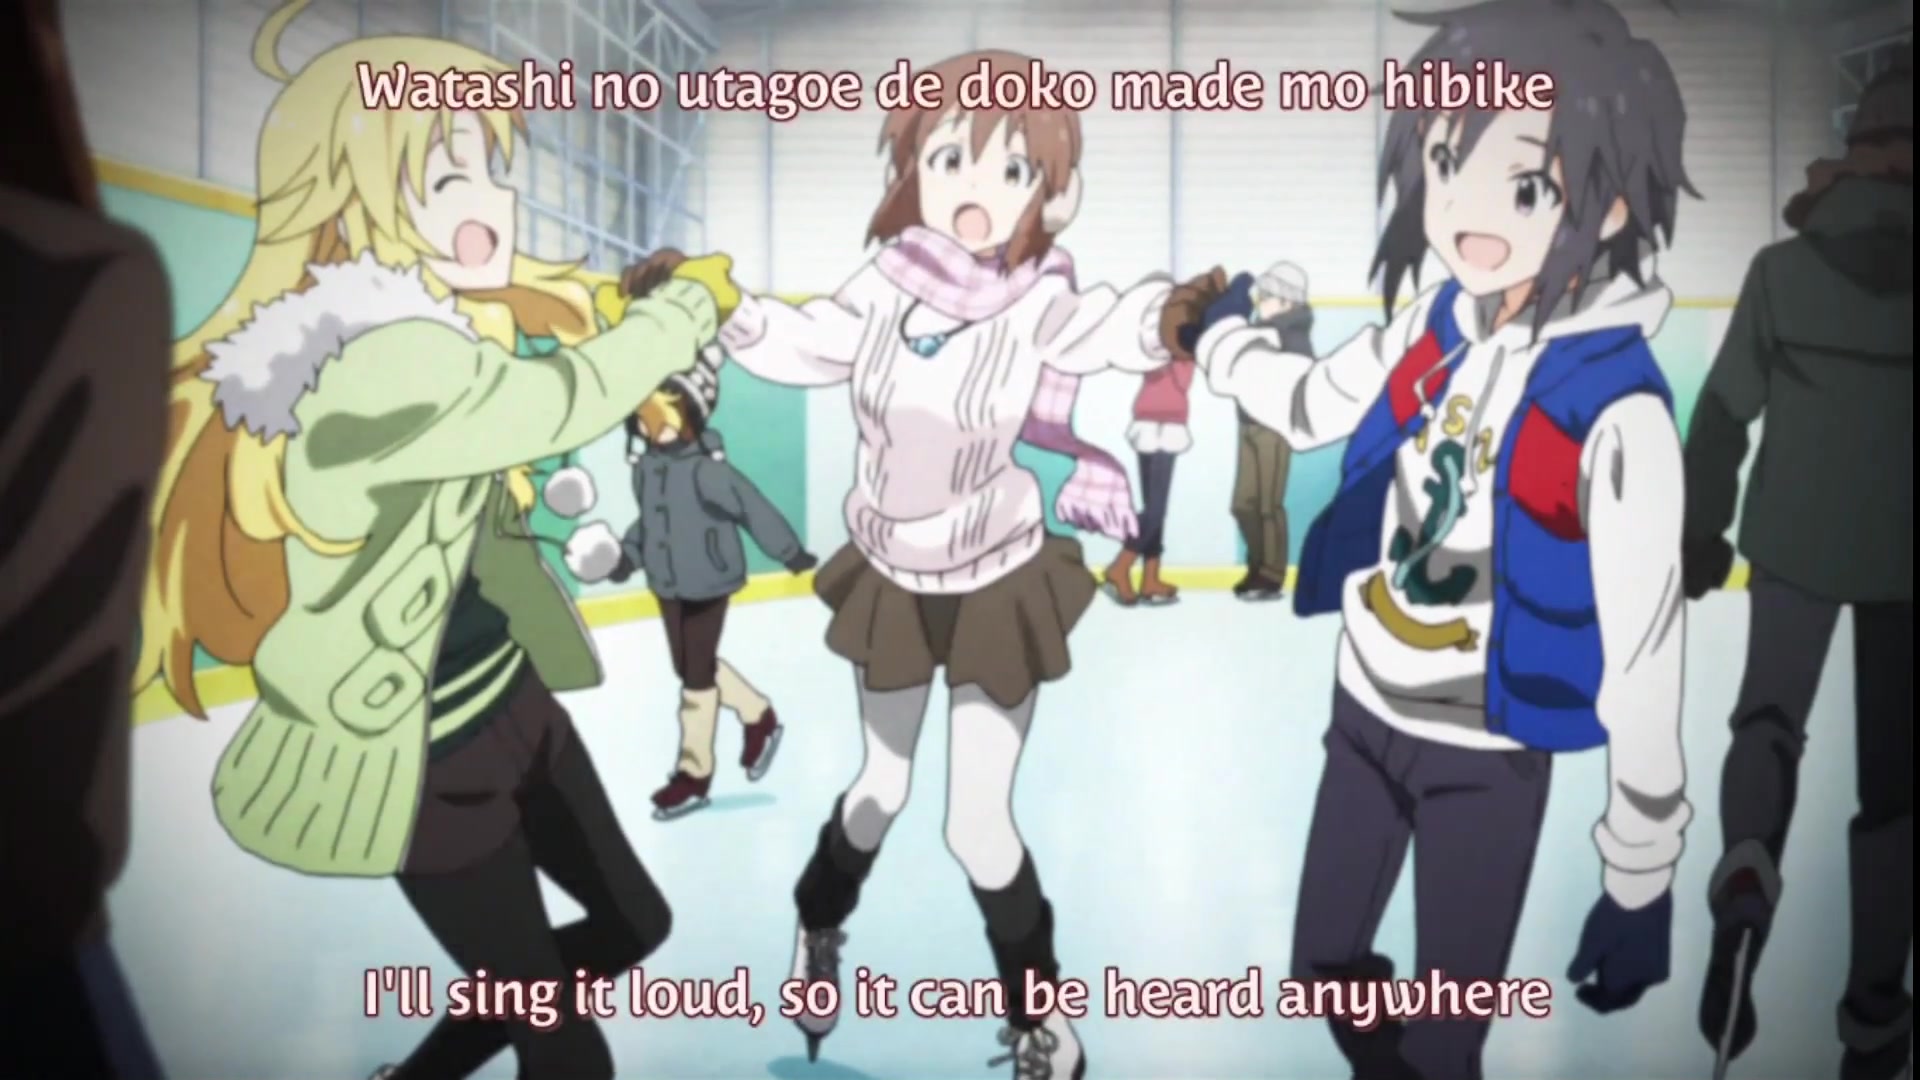 Watashi no utagoe de doko made mo hibike
I'll sing it loud, so it can be heard anywhere